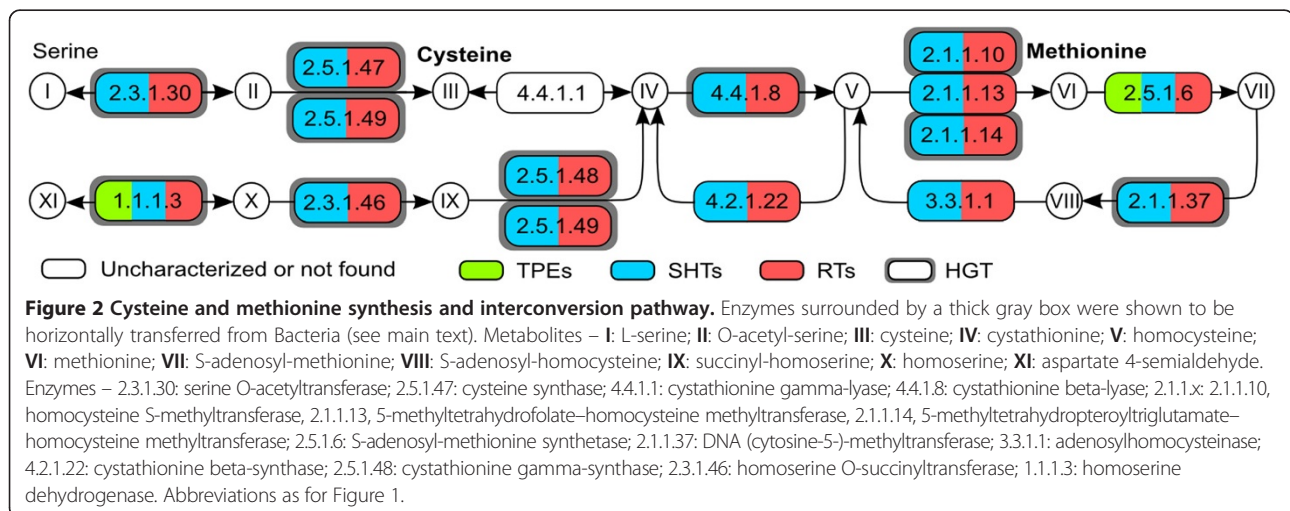 Serine
Cysteine
Methionine
2.5.1.47
2.1.1.10
I
2.3.1.30
II
III
4.4.1.1
IV
4.4.1.8
V
2.1.1.13
VI
2.5.1.6
VII
2.5.1.49
2.1.1.14
2.5.1.48
XI
1.1.1.3
X
2.3.1.46
IX
4.2.1.22
3.3.1.1
VIII
2.1.1.37
2.5.1.49
Uncharacterized or not found
TPEs
SHTs
RTs
HGT
Figure 2 Cysteine and methionine synthesis and interconversion pathway. Enzymes surrounded by a thick gray box were shown to be
horizontally transferred from Bacteria (see main text). Metabolites – I: L-serine; II: O-acetyl-serine; III: cysteine; IV: cystathionine; V: homocysteine;
VI: methionine; VII: S-adenosyl-methionine; VIII: S-adenosyl-homocysteine; IX: succinyl-homoserine; X: homoserine; XI: aspartate 4-semialdehyde.
Enzymes – 2.3.1.30: serine O-acetyltransferase; 2.5.1.47: cysteine synthase; 4.4.1.1: cystathionine gamma-lyase; 4.4.1.8: cystathionine beta-lyase; 2.1.1.x: 2.1.1.10,
homocysteine S-methyltransferase, 2.1.1.13, 5-methyltetrahydrofolate–homocysteine methyltransferase, 2.1.1.14, 5-methyltetrahydropteroyltriglutamate–
homocysteine methyltransferase; 2.5.1.6: S-adenosyl-methionine synthetase; 2.1.1.37: DNA (cytosine-5-)-methyltransferase; 3.3.1.1: adenosylhomocysteinase;
4.2.1.22: cystathionine beta-synthase; 2.5.1.48: cystathionine gamma-synthase; 2.3.1.46: homoserine O-succinyltransferase; 1.1.1.3: homoserine
dehydrogenase. Abbreviations as for Figure 1.